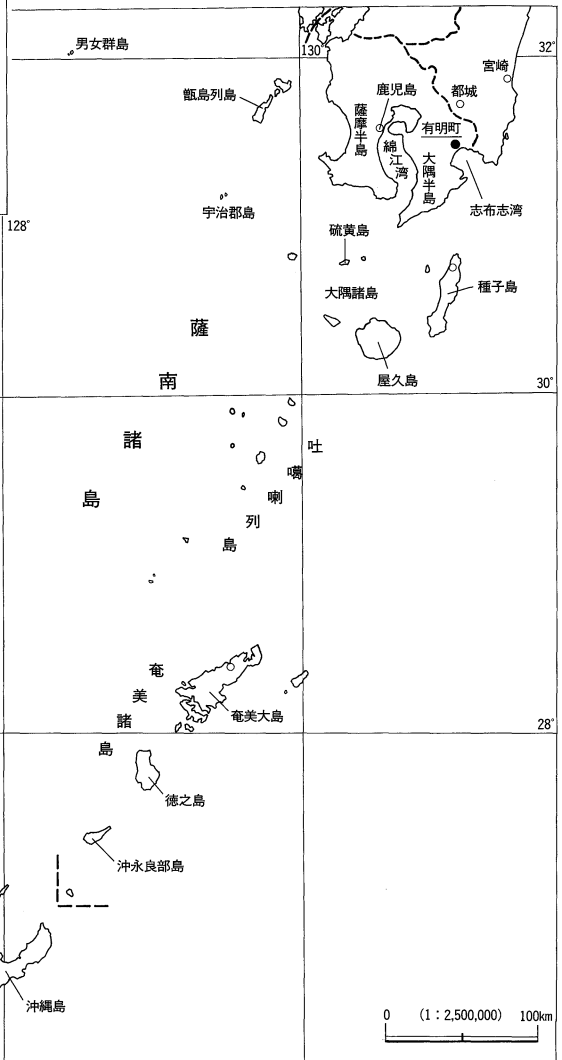 男女群島
130°
32°
宮崎
甑島列島
鹿児島
都城
薩摩半島
有明町
綿江湾
大隅半島
宇治郡島
志布志湾
128°
硫黄島
大隅諸島
種子島
薩南諸島
屋久島
30°
吐噶喇列島
奄美諸島
奄美大島
28°
徳之島
沖永良部島
沖縄島
0 (1:2,500,000) 100km